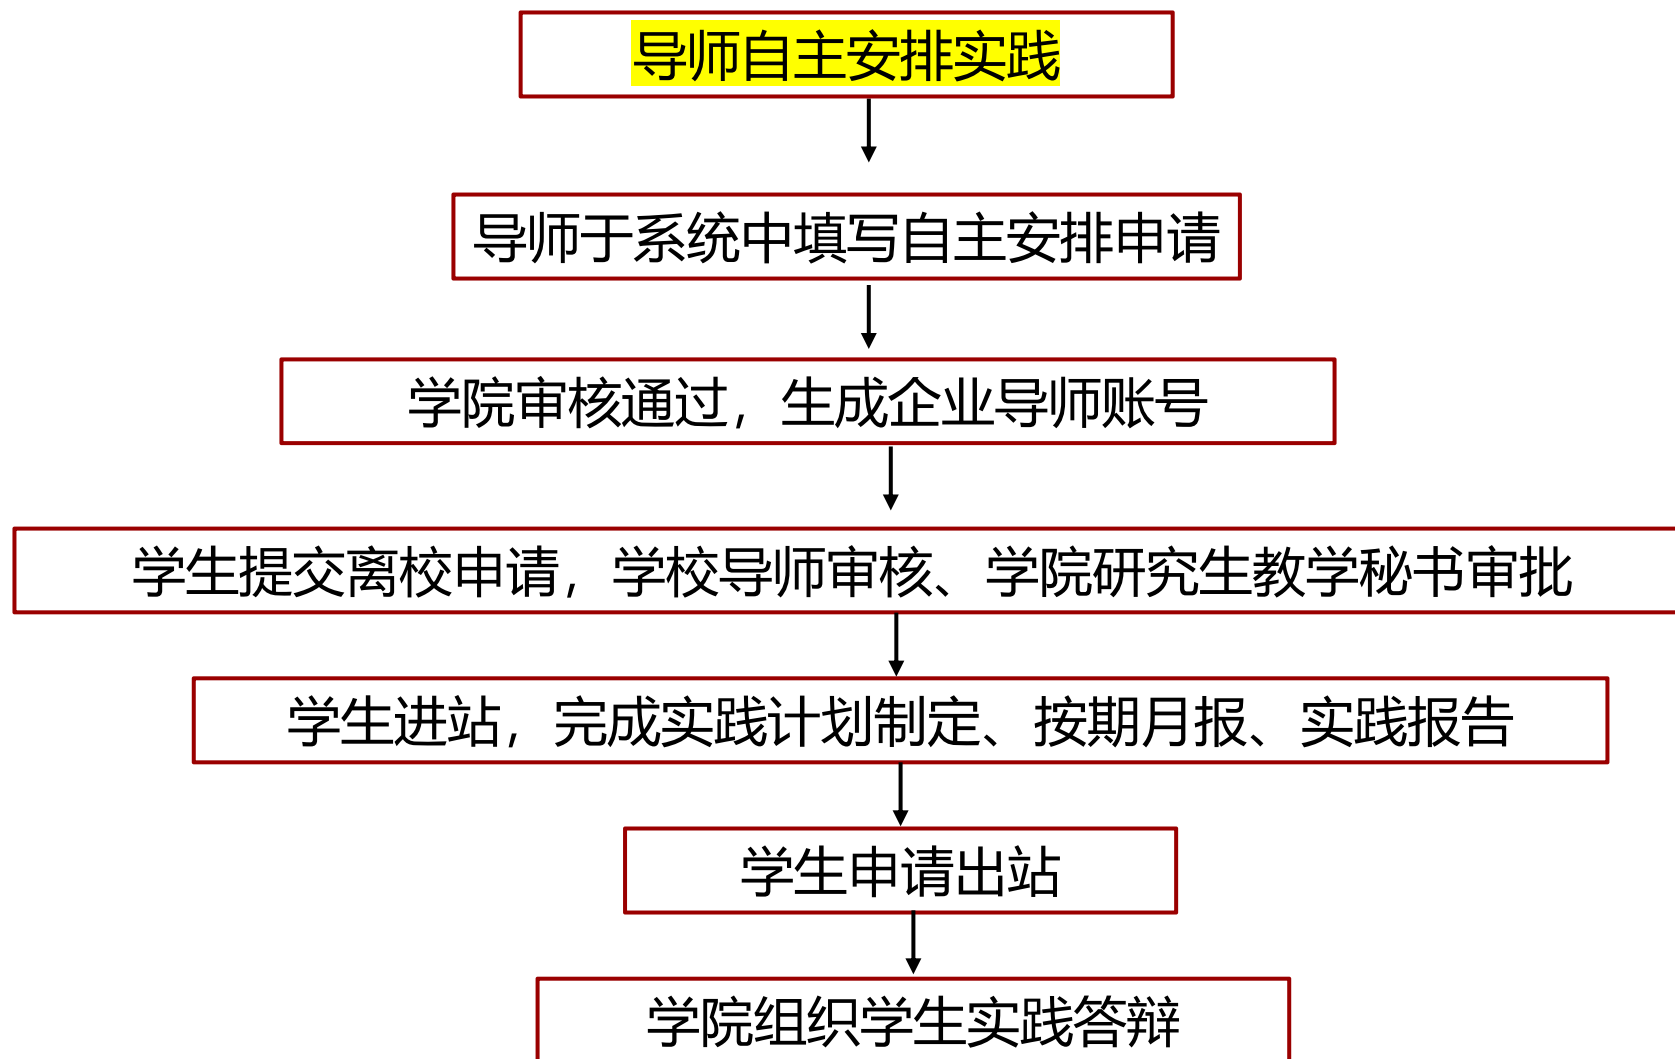 导师自主安排实践
导师于系统中填写自主安排申请
学院审核通过，生成企业导师账号
学生提交离校申请，学校导师审核、学院研究生教学秘书审批
学生进站，完成实践计划制定、按期月报、实践报告
学生申请出站
学院组织学生实践答辩